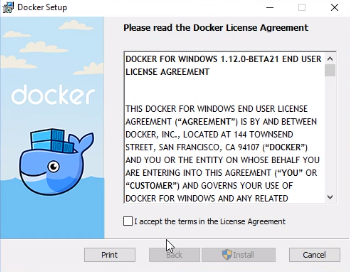 Docker Setup
Please read the Docker License Agreement
docker
DOCKER FOR WINDOWS 1.12.0-BETA21 END USER
LICENSE AGREEMENT
THIS DOCKER FOR WINDOWS END USER LICENSE
AGREEMENT (“AGREEMENT”) IS BY AND BETWEEN
DOCKER, INC., LOCATED AT 144 TOWNSEND
STREET, SAN FRANCISCO, CA 94107 (“DOCKER”)
AND YOU OR THE ENTITY ON WHOSE BEHALF YOU
ARE ENTERING INTO THIS AGREEMENT (“YOU” OR
“CUSTOMER”) AND GOVERNS YOUR USE OF
DOCKER FOR WINDOWS AND ANY RELATED
I accept the terms in the License Agreement
Print
Back
Install
Cancel